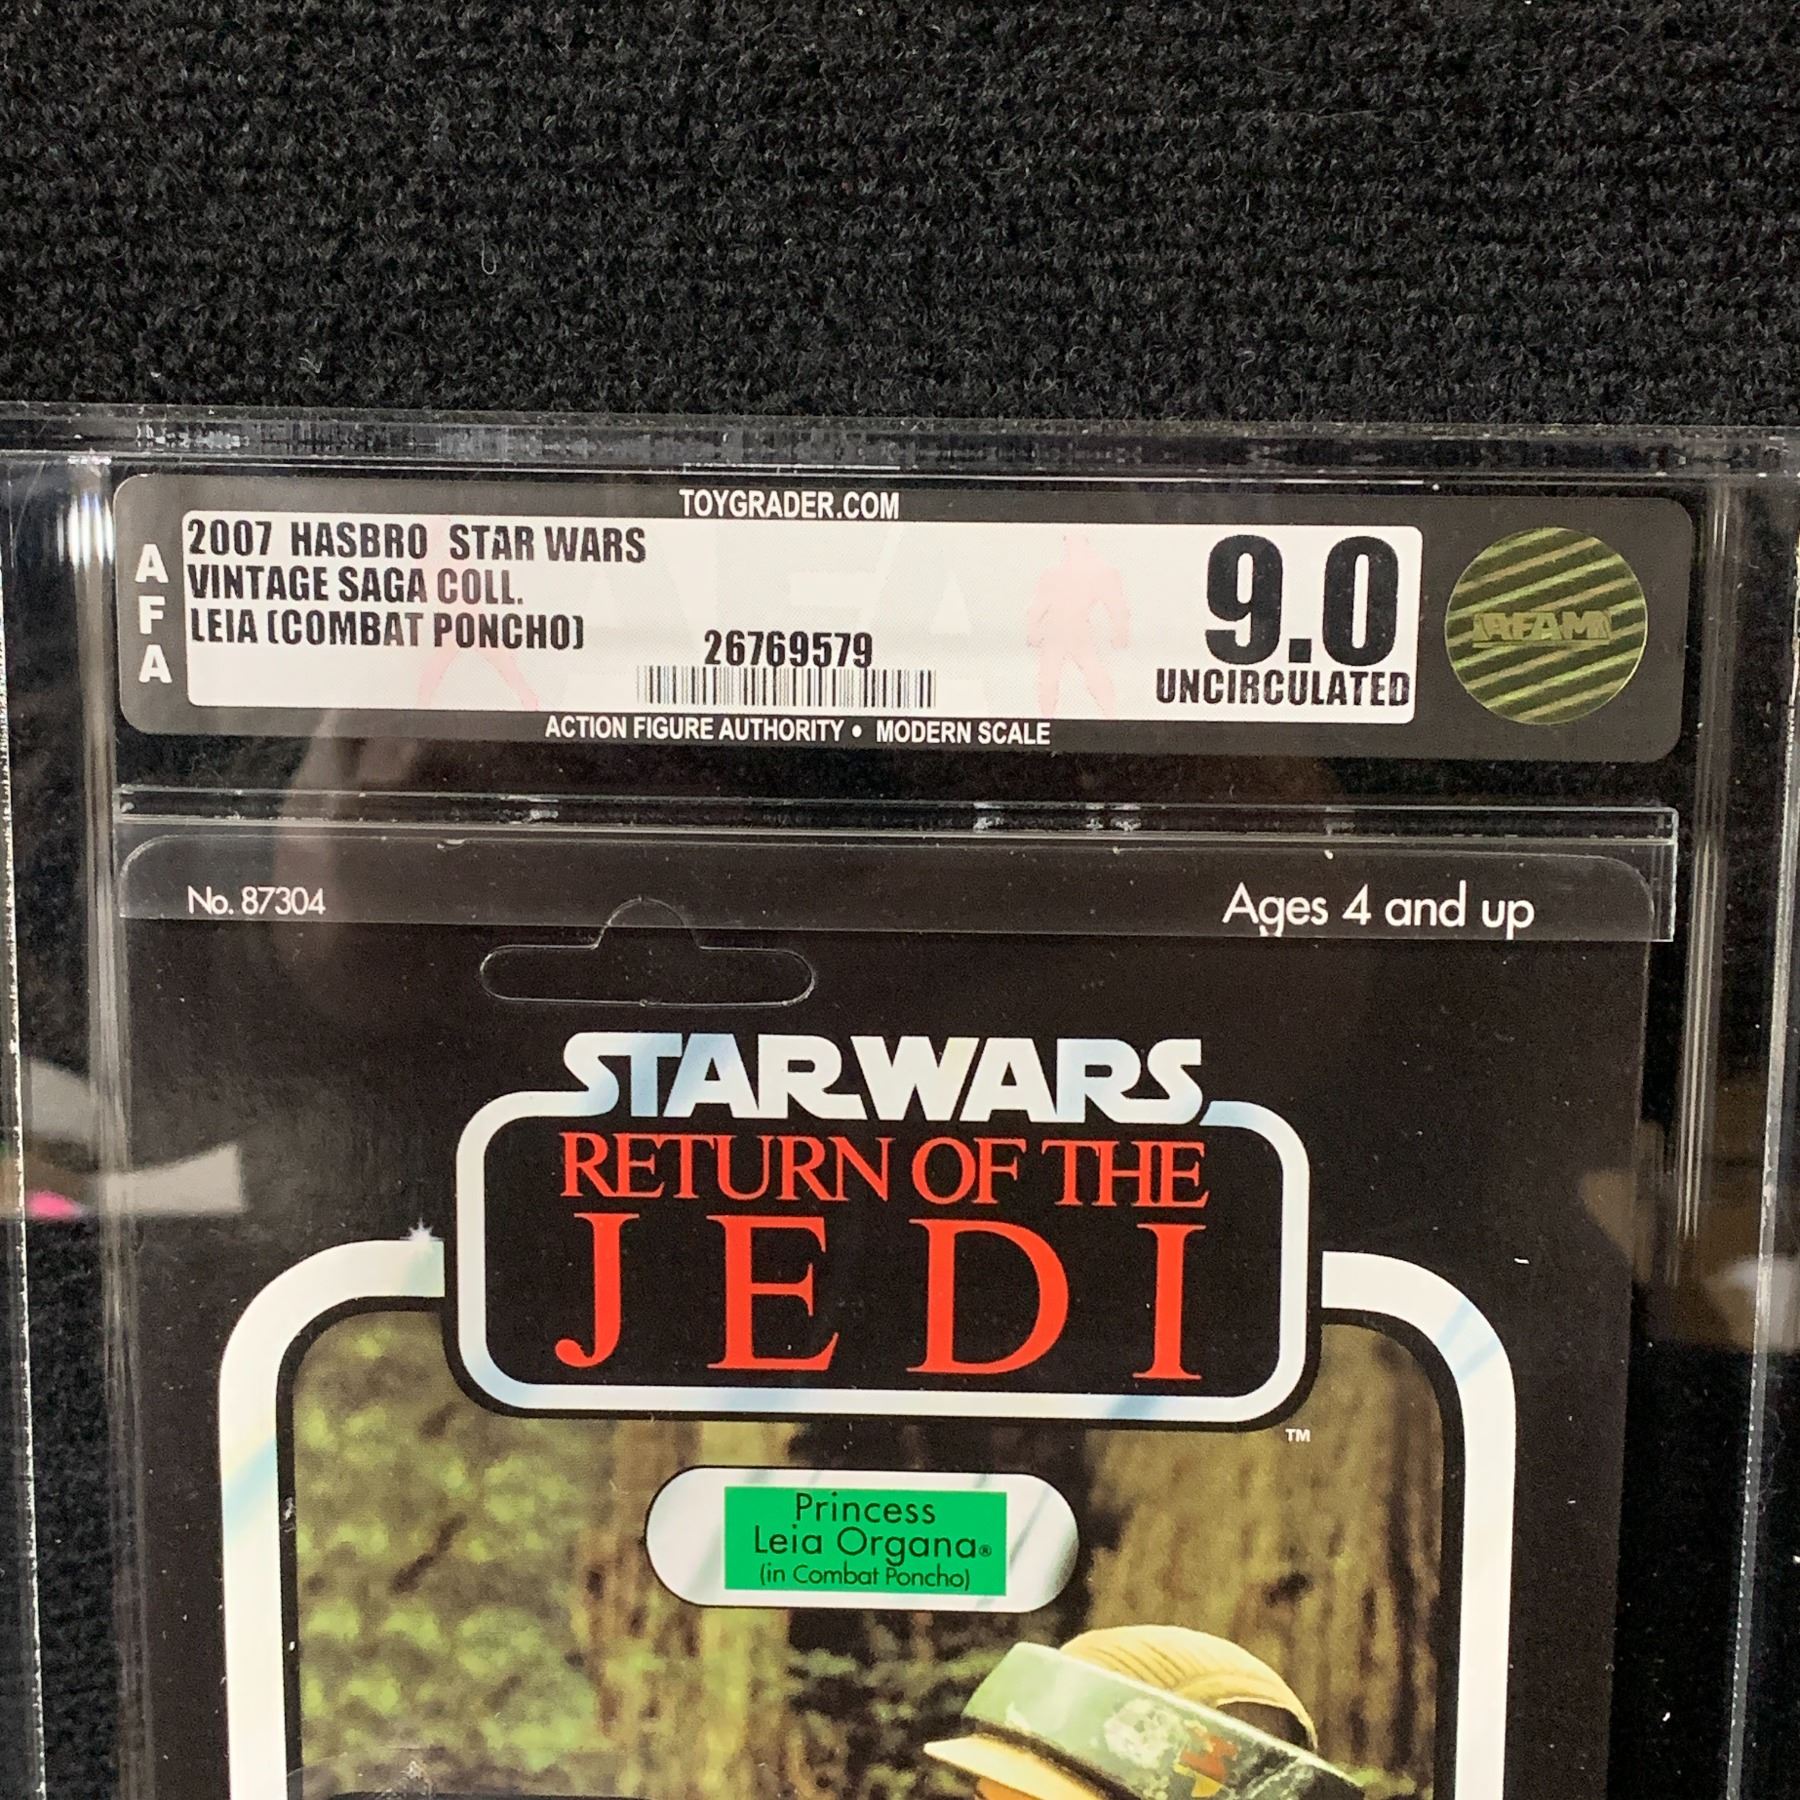 TOYGRADER.COM
AFA
2007 HASBRO STAR WARS
VINTAGE SAGA COLL.
LEIA (COMBAT PONCHO)
26769579
9.0
UNCIRCULATED
AFAM
ACTION FIGURE AUTHORITY • MODERN SCALE
No. 87304
Ages 4 and up
STAR WARS
RETURN OF THE
JEDI
TM
Princess
Leia Organa®
(in Combat Poncho)